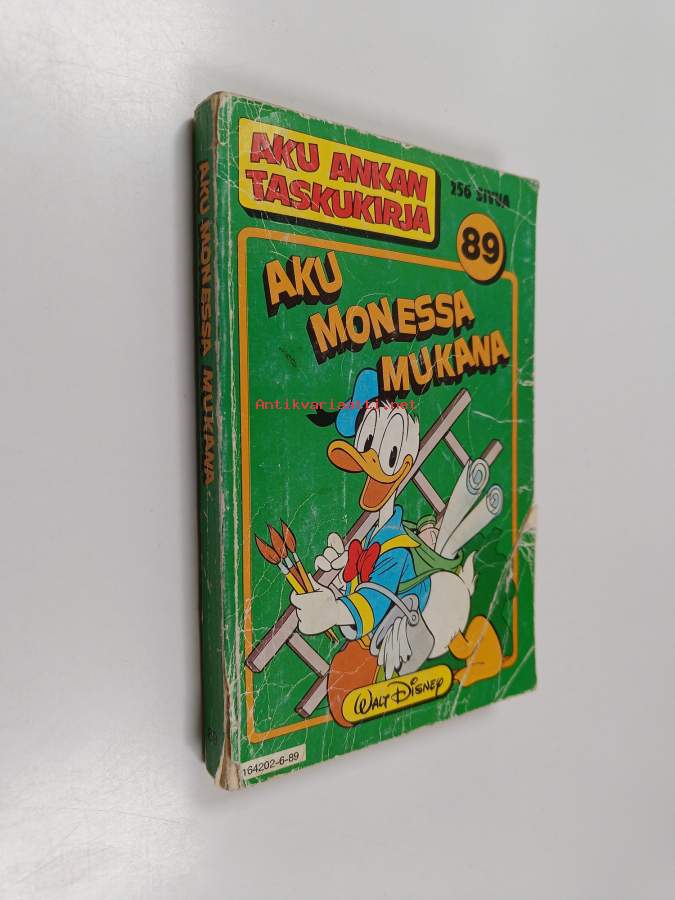 AKU ANKAN
TASKUKIRJA
256 SIVUA
89
AKU
MONESSA
MUKANA
Antikvariaatti.net
WALT DISNEY
164202-6-89
AKU MONESSA MUKANA